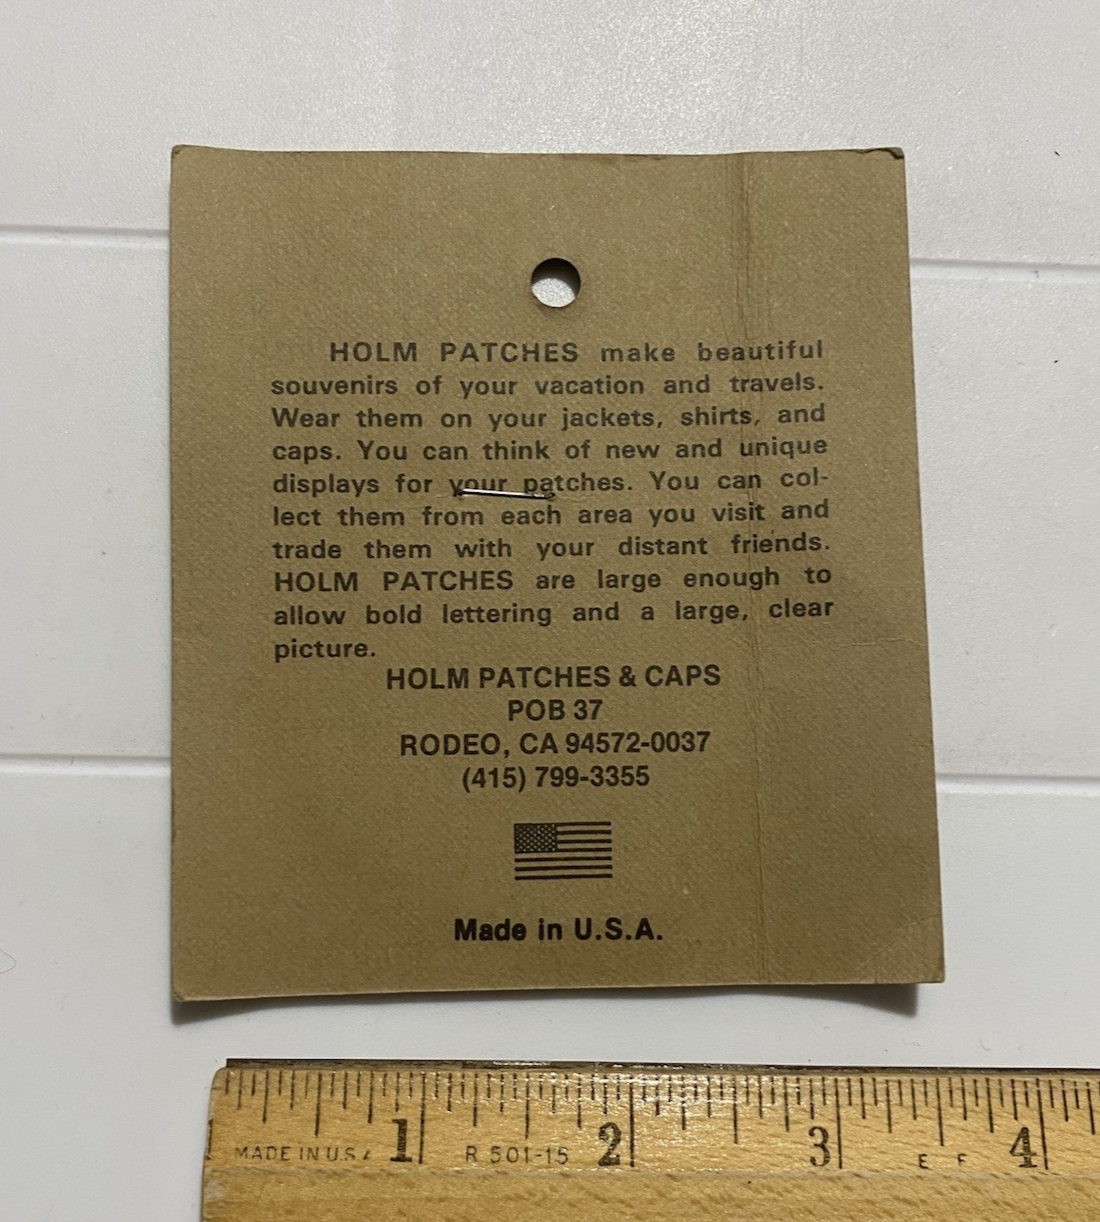 HOLM PATCHES make beautiful
souvenirs of your vacation and travels.
Wear them on your jackets, shirts, and
caps. You can think of new and unique
displays for your patches. You can col-
lect them from each area you visit and
trade them with your distant friends.
HOLM PATCHES are large enough to
allow bold lettering and a large, clear
picture.
HOLM PATCHES & CAPS
POB 37
RODEO, CA 94572-0037
(415) 799-3355
Made in U.S.A.
1 2 3 4
MADE IN U.S.A R 501-15 E F